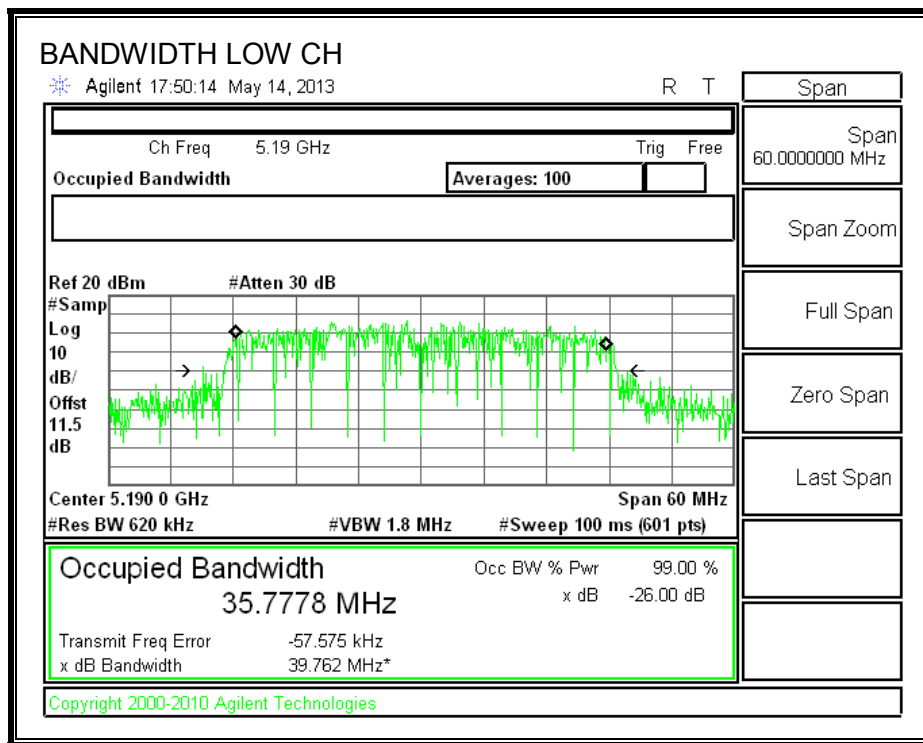 BANDWIDTH LOW CH
Agilent 17:50:14 May 14, 2013 R T
Span
Ch Freq 5.19 GHz Trig Free
Span
60.0000000 MHz
Occupied Bandwidth Averages: 100
Span Zoom
Ref 20 dBm #Atten 30 dB
#Samp
Log
10
dB/
Offst
11.5
dB
Full Span
Zero Span
Last Span
Center 5.190 0 GHz Span 60 MHz
#Res BW 620 kHz #VBW 1.8 MHz #Sweep 100 ms (601 pts)
Occupied Bandwidth Occ BW % Pwr 99.00 %
35.7778 MHz x dB -26.00 dB
Transmit Freq Error -57.575 kHz
x dB Bandwidth 39.762 MHz*
Copyright 2000-2010 Agilent Technologies